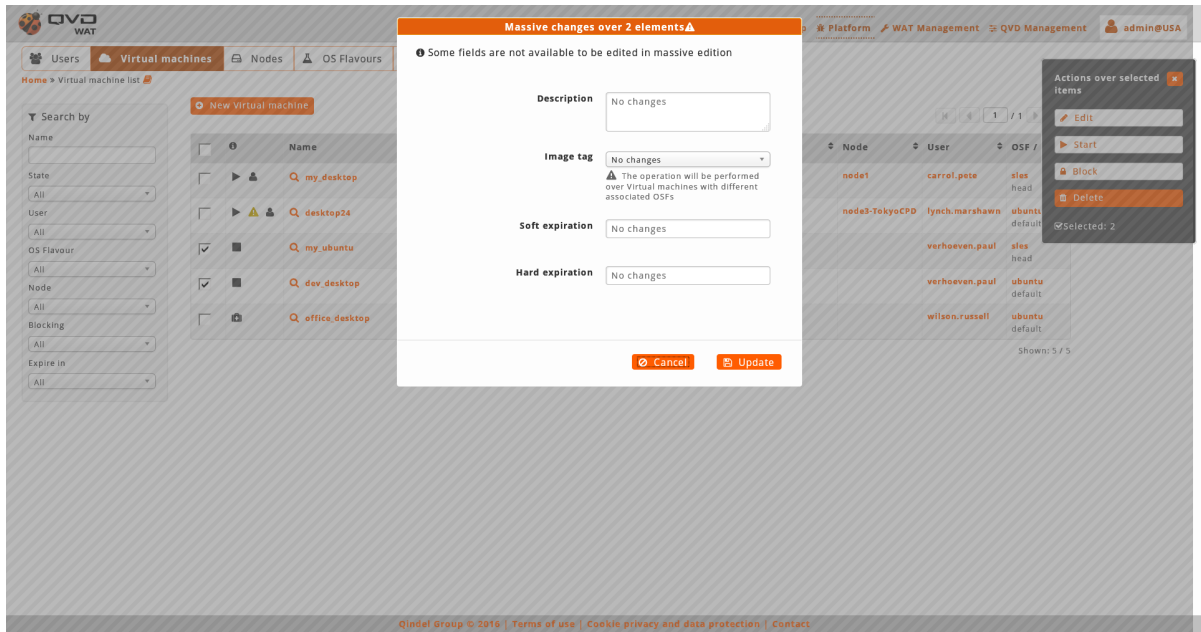 QVD
WAT
Platform
WAT Management
QVD Management
admin@USA
Users
Virtual machines
Nodes
OS Flavours
Home > Virtual machine list
Massive changes over 2 elements
Some fields are not available to be edited in massive edition
Description
No changes
Image tag
No changes
The operation will be performed
over Virtual machines with different
associated OSFs
Soft expiration
No changes
Hard expiration
No changes
Cancel
Update
Search by
Name
State
All
User
All
OS Flavour
All
Node
All
Blocking
All
Expire in
All
New Virtual machine
1 / 1
Name
Node
User
OSF /
my_desktop
node1
carrol.pete
sles
head
desktop24
node3-TokyoCPD
lynch.marshawn
ubuntu
default
my_ubuntu
verhoeven.paul
sles
head
dev_desktop
verhoeven.paul
ubuntu
default
office_desktop
wilson.russell
ubuntu
default
Shown: 5 / 5
Actions over selected
items
Edit
Start
Block
Delete
Selected: 2
Qindel Group © 2016 | Terms of use | Cookie privacy and data protection | Contact